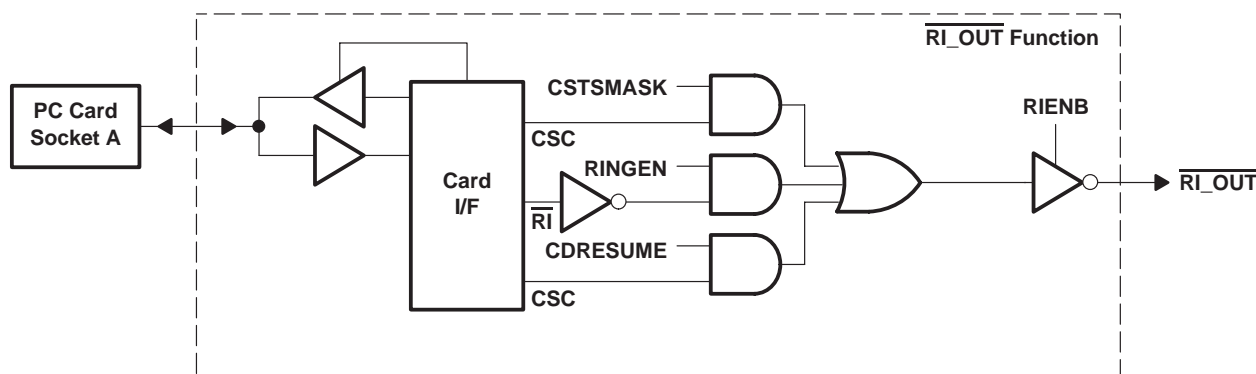 RI_OUT Function
PC Card
Socket A
CSTSMASK
CSC
RINGEN
Card
I/F
RI
CDRESUME
CSC
RIENB
RI_OUT